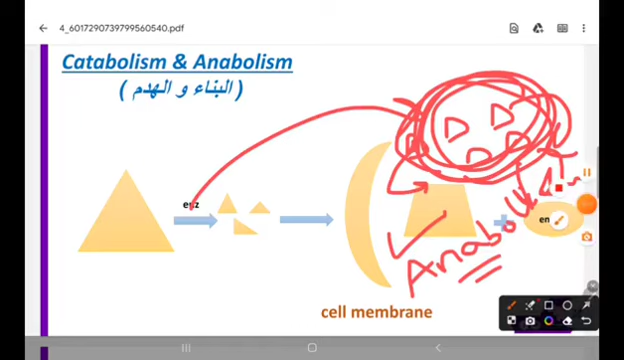 4_6017290739799560540.pdf
Catabolism & Anabolism
( البناء و الهدم )
enz
en
Anabo
cell membrane